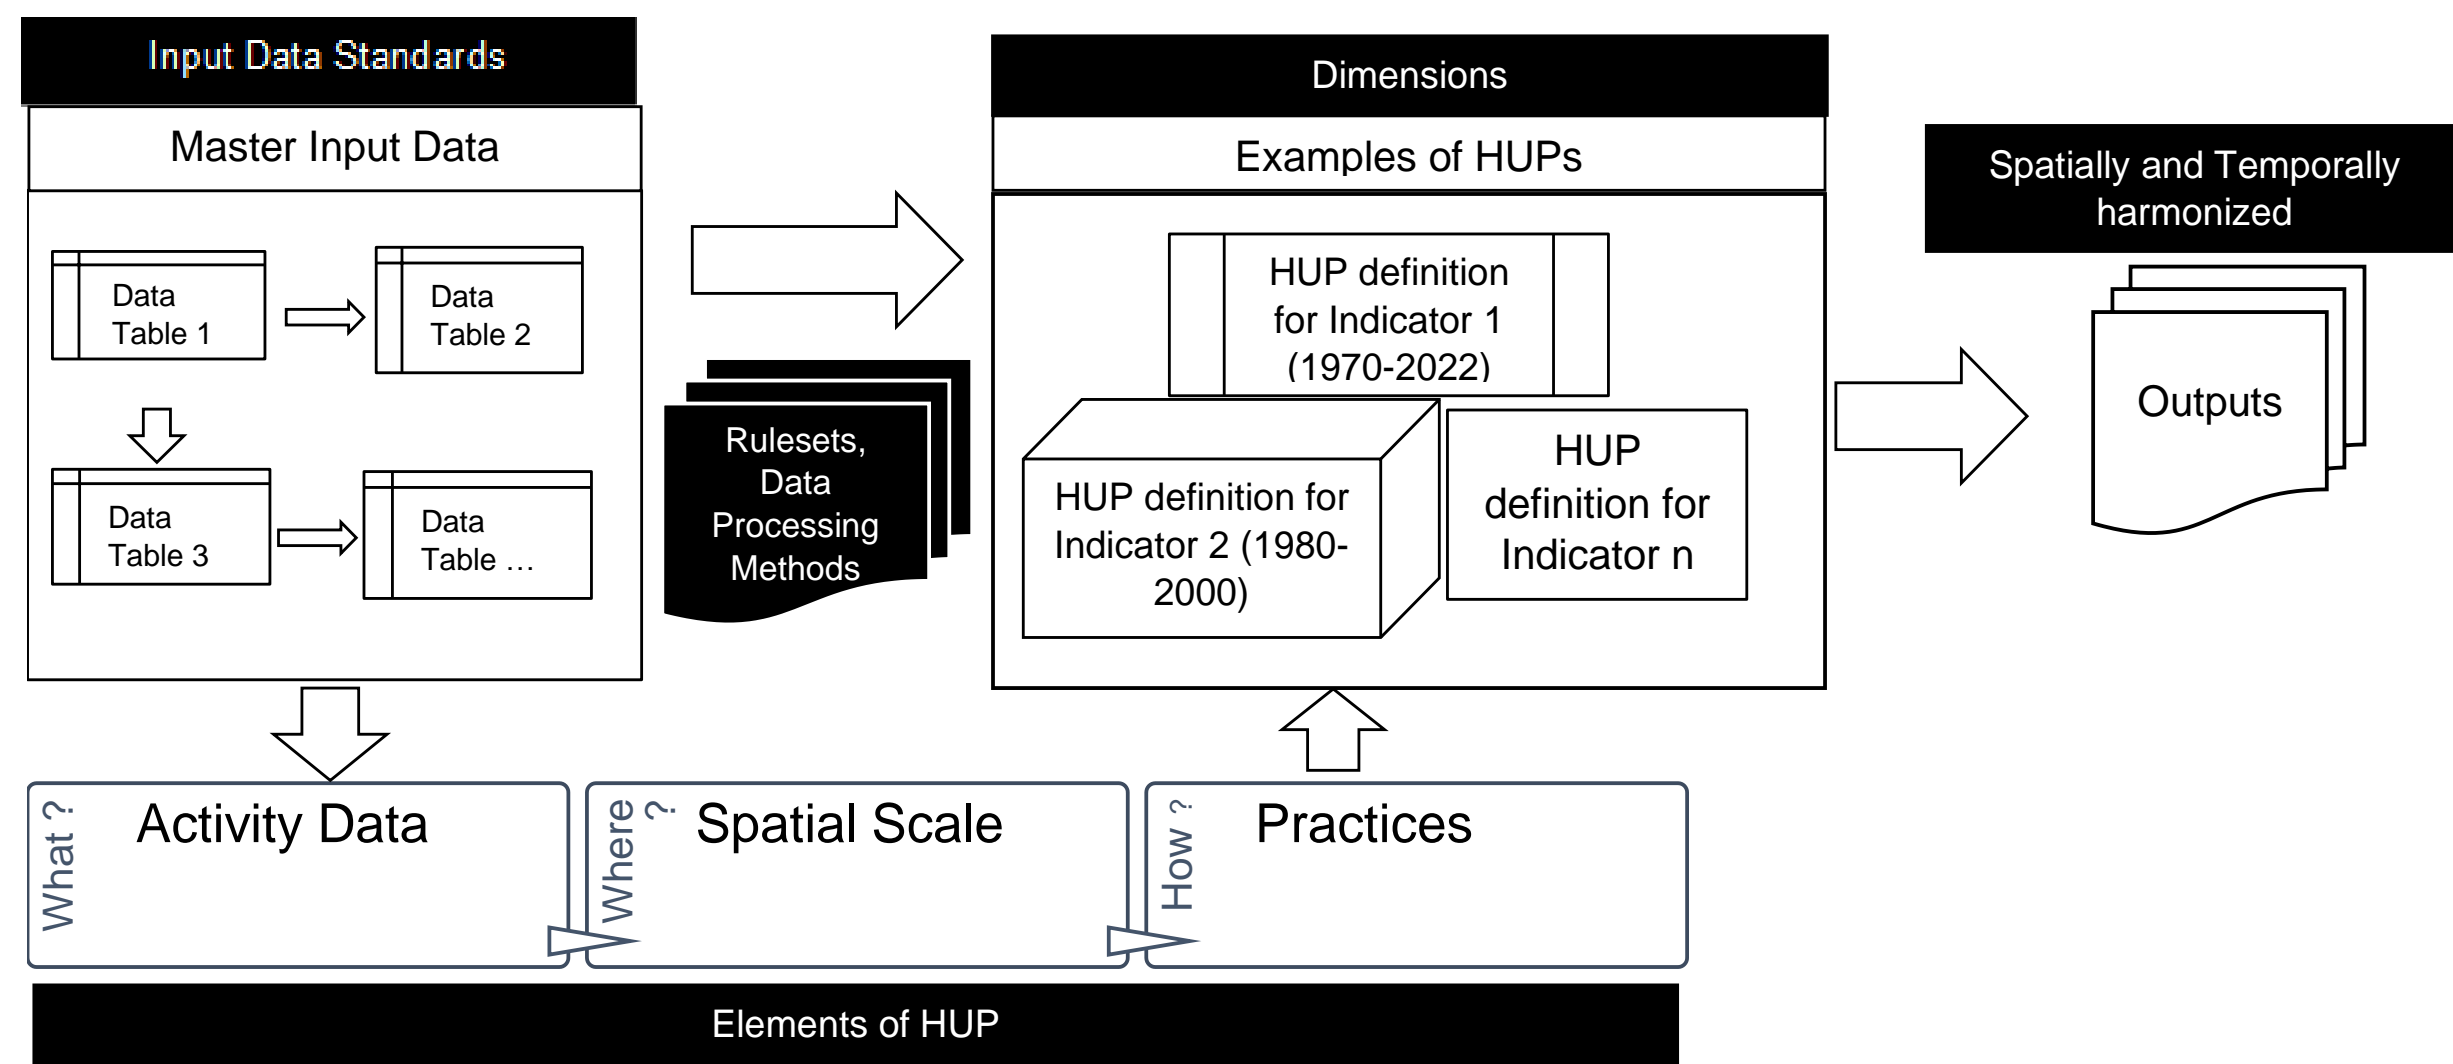 Input Data Standards
Master Input Data
Data
Table 1
Data
Table 2
Data
Table 3
Data
Table …
Rulesets,
Data
Processing
Methods
Dimensions
Examples of HUPs
HUP definition
for Indicator 1
(1970-2022)
HUP definition for
Indicator 2 (1980-
2000)
HUP
definition for
Indicator n
Spatially and Temporally
harmonized
Outputs
What ?
Activity Data
Where
?
Spatial Scale
How ?
Practices
Elements of HUP